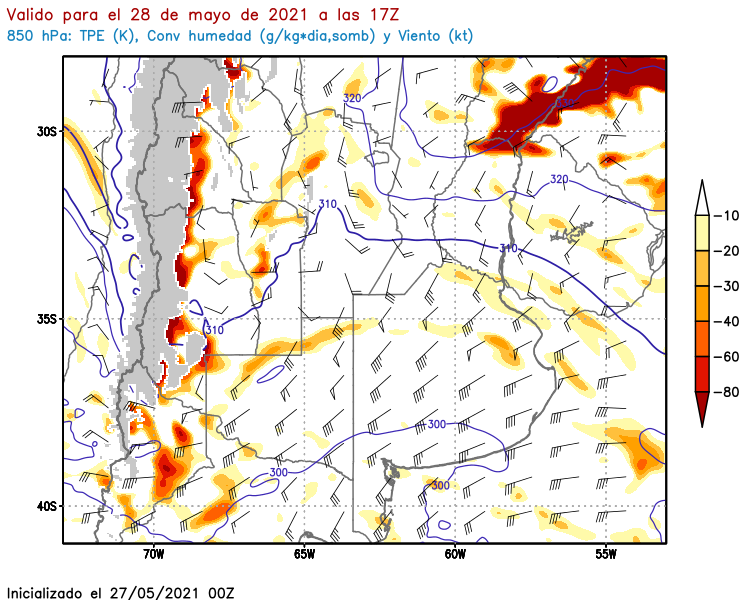 Valido para el 28 de mayo de 2021 a las 17Z
850 hPa: TPE (K), Conv humedad (g/kg*dia,somb) y Viento (kt)
320
30S
320
310
310
35S
310
300
300
300
40S
70W 65W 60W 55W
-10
-20
-30
-40
-60
-80
Inicializado el 27/05/2021 00Z